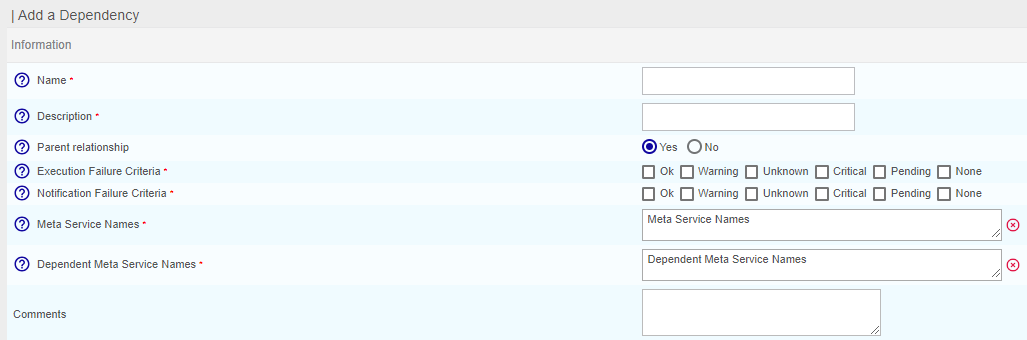 | Add a Dependency
Information
Name *
Description *
Parent relationship Yes No
Execution Failure Criteria * Ok Warning Unknown Critical Pending None
Notification Failure Criteria * Ok Warning Unknown Critical Pending None
Meta Service Names * Meta Service Names
Dependent Meta Service Names * Dependent Meta Service Names
Comments